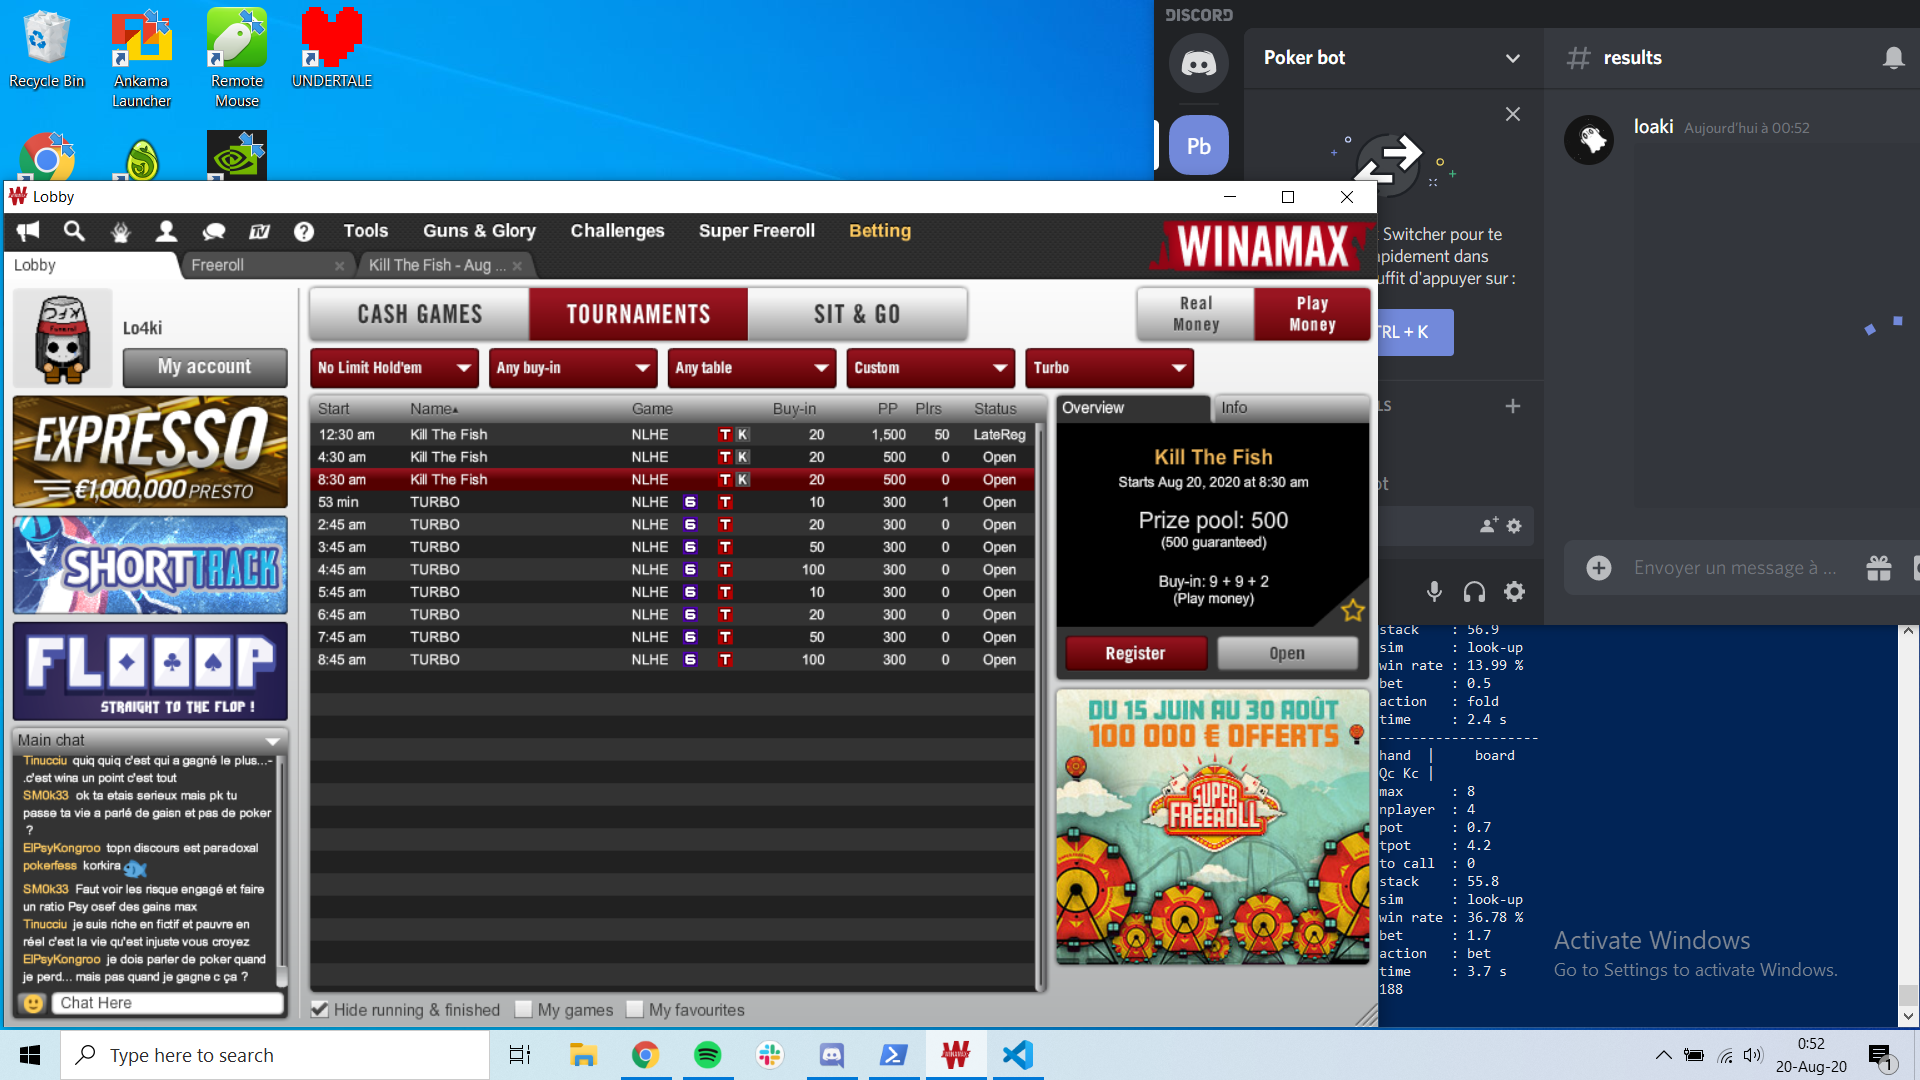 Recycle Bin
Ankama
Launcher
Remote
Mouse
UNDERTALE
DISCORD
Poker bot
results
Pb
loaki Aujourd'hui à 00:52
Switcher pour te
uffit d'appuyer sur :
TRL + K
Envoyer un message à ...
Lobby
Tools
Guns & Glory
Challenges
Super Freeroll
Betting
WINAMAX
Lobby
Freeroll
Kill The Fish - Aug ...
Lo4ki
My account
CASH GAMES
TOURNAMENTS
SIT & GO
Real
Money
Play
Money
No Limit Hold'em
Any buy-in
Any table
Custom
Turbo
EXPRESSO
€1,000,000 PRESTO
SHORTTRACK
FLOOOP
STRAIGHT TO THE FLOP !
Start Name Game Buy-in PP Plrs Status
12:30 am Kill The Fish NLHE T K 20 1,500 50 LateReg
4:30 am Kill The Fish NLHE T K 20 500 0 Open
8:30 am Kill The Fish NLHE T K 20 500 0 Open
53 min TURBO NLHE 6 T 10 300 1 Open
2:45 am TURBO NLHE 6 T 20 300 0 Open
3:45 am TURBO NLHE 6 T 50 300 0 Open
4:45 am TURBO NLHE 6 T 100 300 0 Open
5:45 am TURBO NLHE 6 T 10 300 0 Open
6:45 am TURBO NLHE 6 T 20 300 0 Open
7:45 am TURBO NLHE 6 T 50 300 0 Open
8:45 am TURBO NLHE 6 T 100 300 0 Open
Overview
Info
Kill The Fish
Starts Aug 20, 2020 at 8:30 am
Prize pool: 500
(500 guaranteed)
Buy-in: 9 + 9 + 2
(Play money)
Register
Open
DU 15 JUIN AU 30 AOÛT
100 000 € OFFERTS
SUPER
FREEROLL
Main chat
Tinucciu quiq quiq c'est qui a gagné le plus...-
.c'est wina un point c'est tout
SM0k33 ok ta etais serieux mais pk tu
passe ta vie a parlé de gaisn et pas de poker
?
ElPsyKongroo topn discours est paradoxal
pokerfess korkira
SM0k33 Faut voir les risque engagé et faire
un ratio Psy osef des gains max
Tinucciu je suis riche en fictif et pauvre en
réel c'est la vie qu'est injuste vous croyez
ElPsyKongroo je dois parler de poker quand
je perd... mais pas quand je gagne c ça ?
Chat Here
Hide running & finished
My games
My favourites
stack : 56.9
sim : look-up
win rate : 13.99 %
bet : 0.5
action : fold
time : 2.4 s
--------------------
hand | board
Qc Kc |
max : 8
nplayer : 4
pot : 0.7
tpot : 4.2
to call : 0
stack : 55.8
sim : look-up
win rate : 36.78 %
bet : 1.7
action : bet
time : 3.7 s
188
Activate Windows
Go to Settings to activate Windows.
Type here to search
0:52
20-Aug-20
1